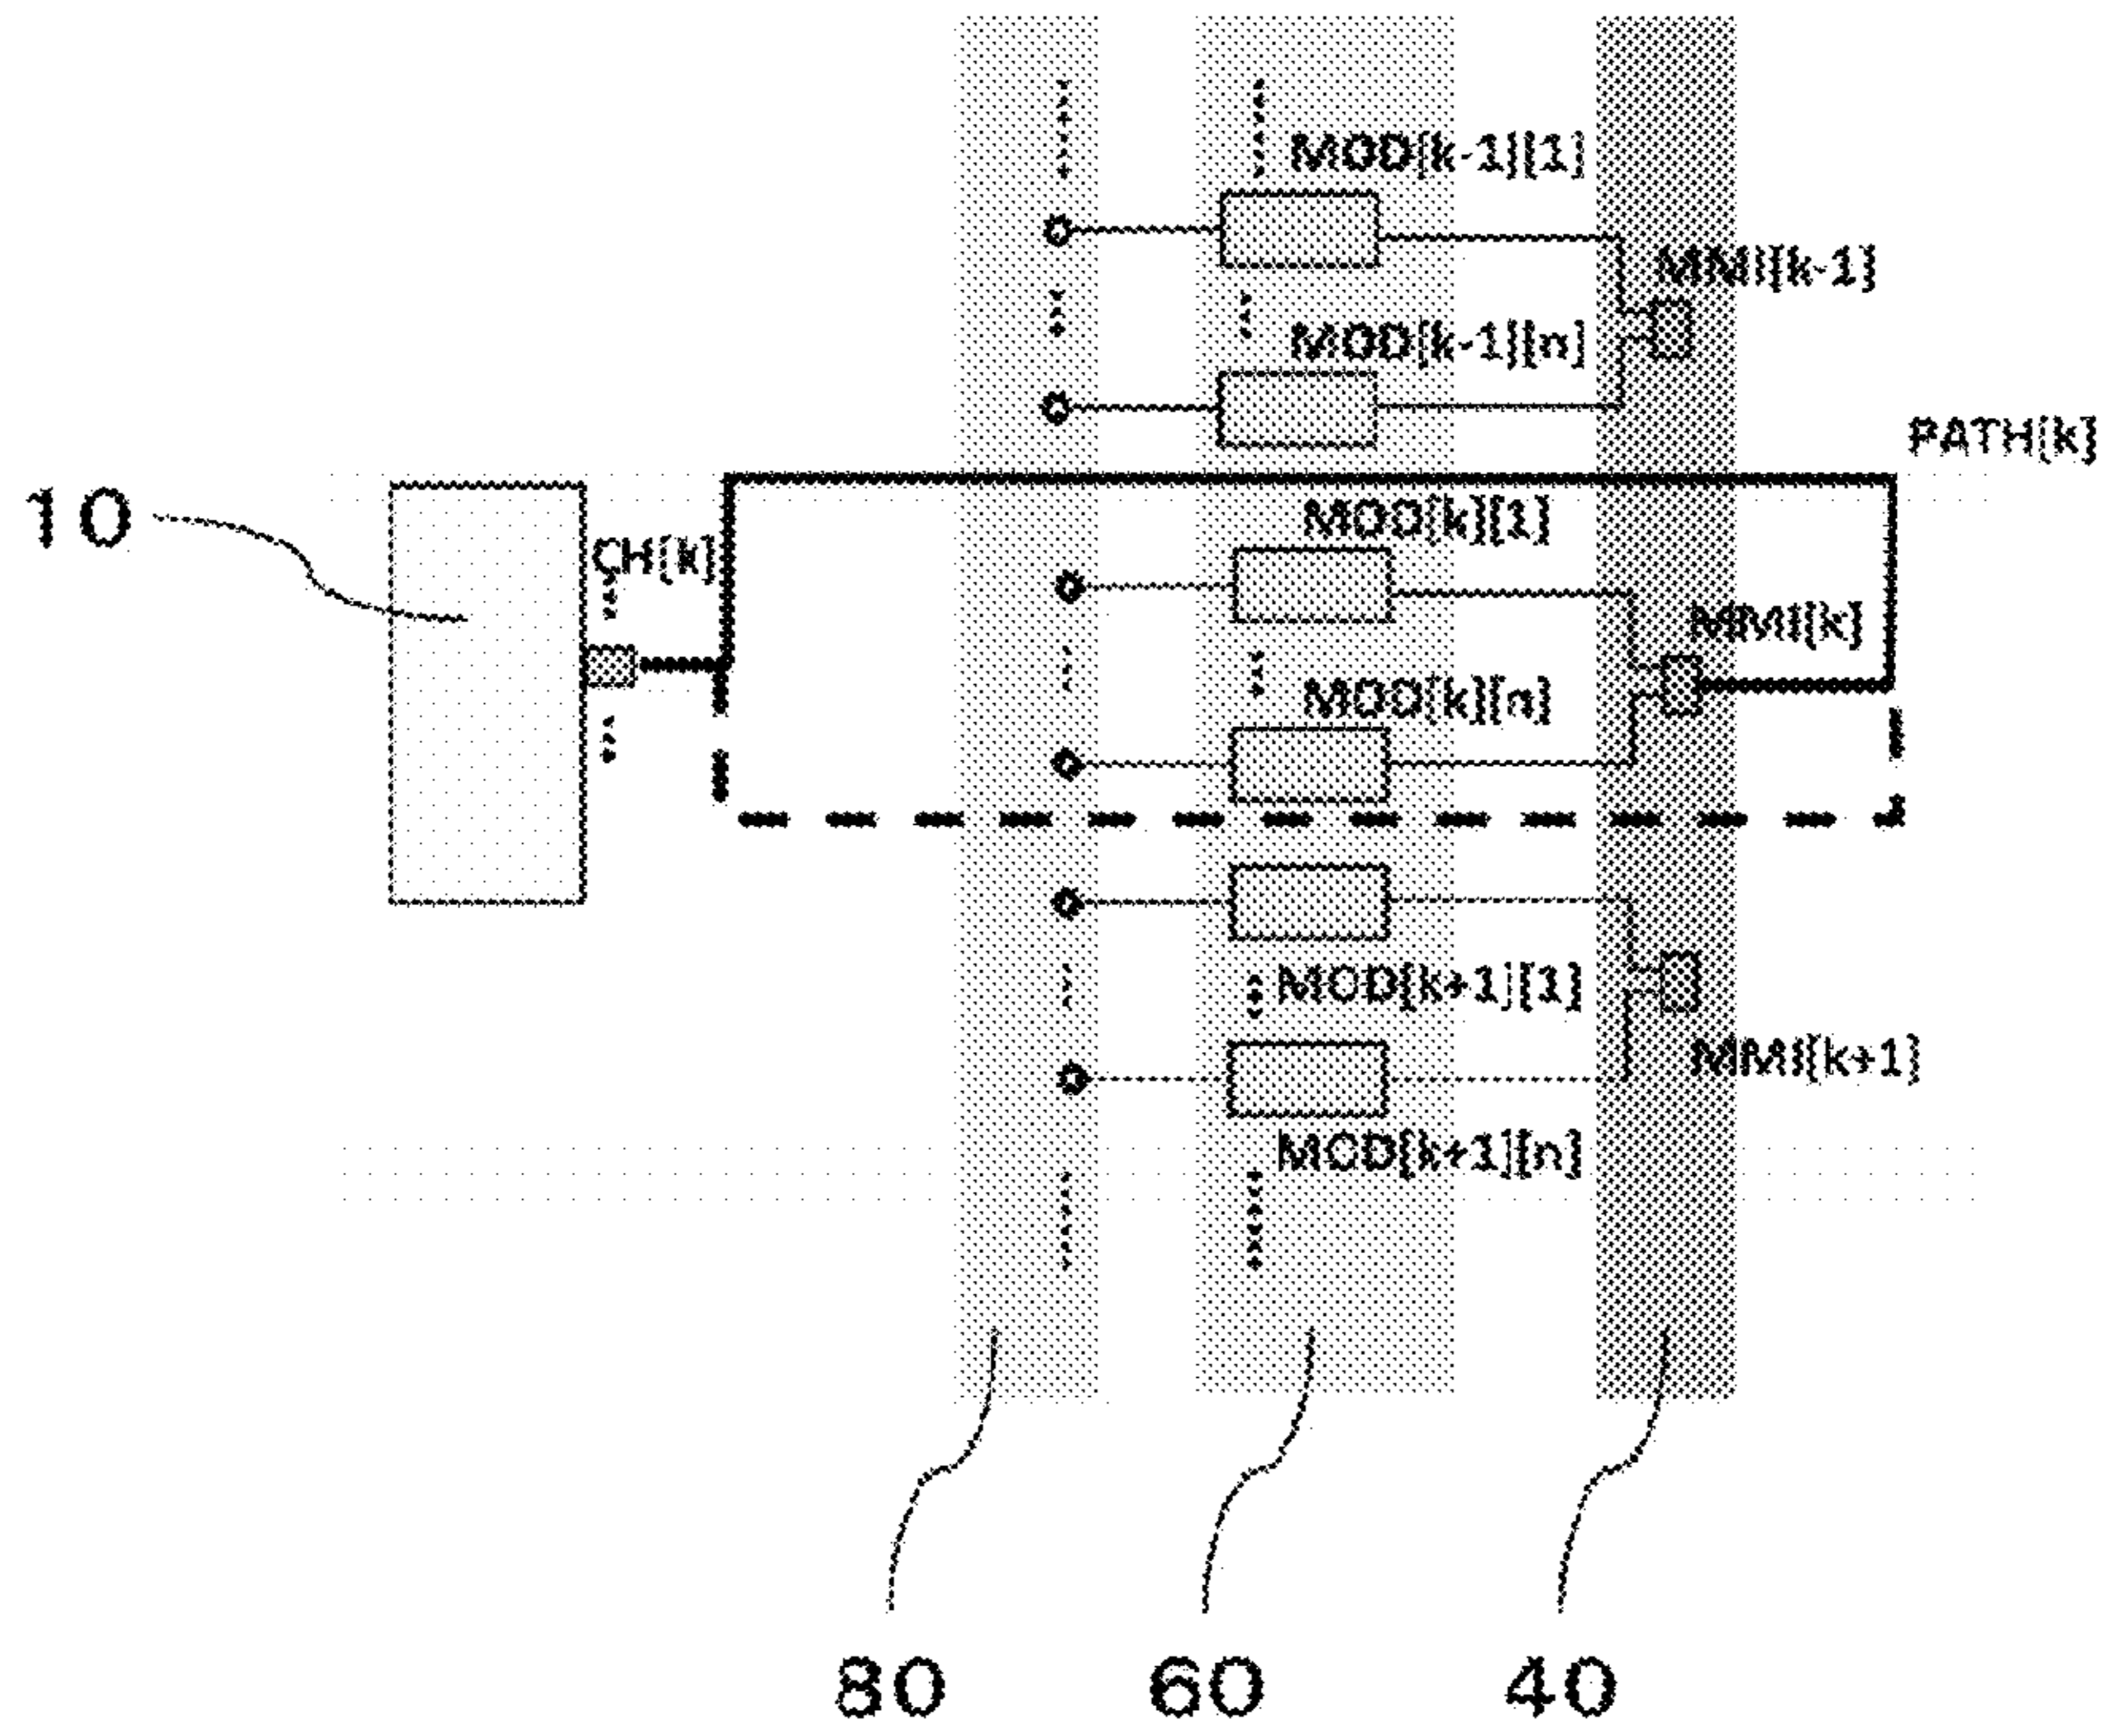 MOD[k-1][1]
MMI[k-1]
MOD[k-1][n]
PATH[k]
10
CH[k]
MOD[k][1]
MMI[k]
MOD[k][n]
MOD[k+1][1]
MMI[k+1]
MOD[k+1][n]
80
60
40